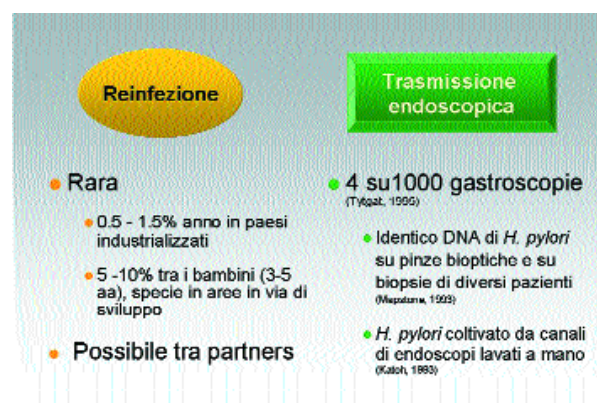 Reinfezione
Rara
0.5 - 1.5% anno in paesi
industrializzati
5 -10% tra i bambini (3-5
aa), specie in aree in via di
sviluppo
Possibile tra partners
Trasmissione
endoscopica
4 su1000 gastroscopie
(Tytgat, 1995)
Identico DNA di H. pylori
su pinze bioptiche e su
biopsie di diversi pazienti
1993)
H. pylori coltivato da canali
di endoscopi lavati a mano
(Katoh, 1993)